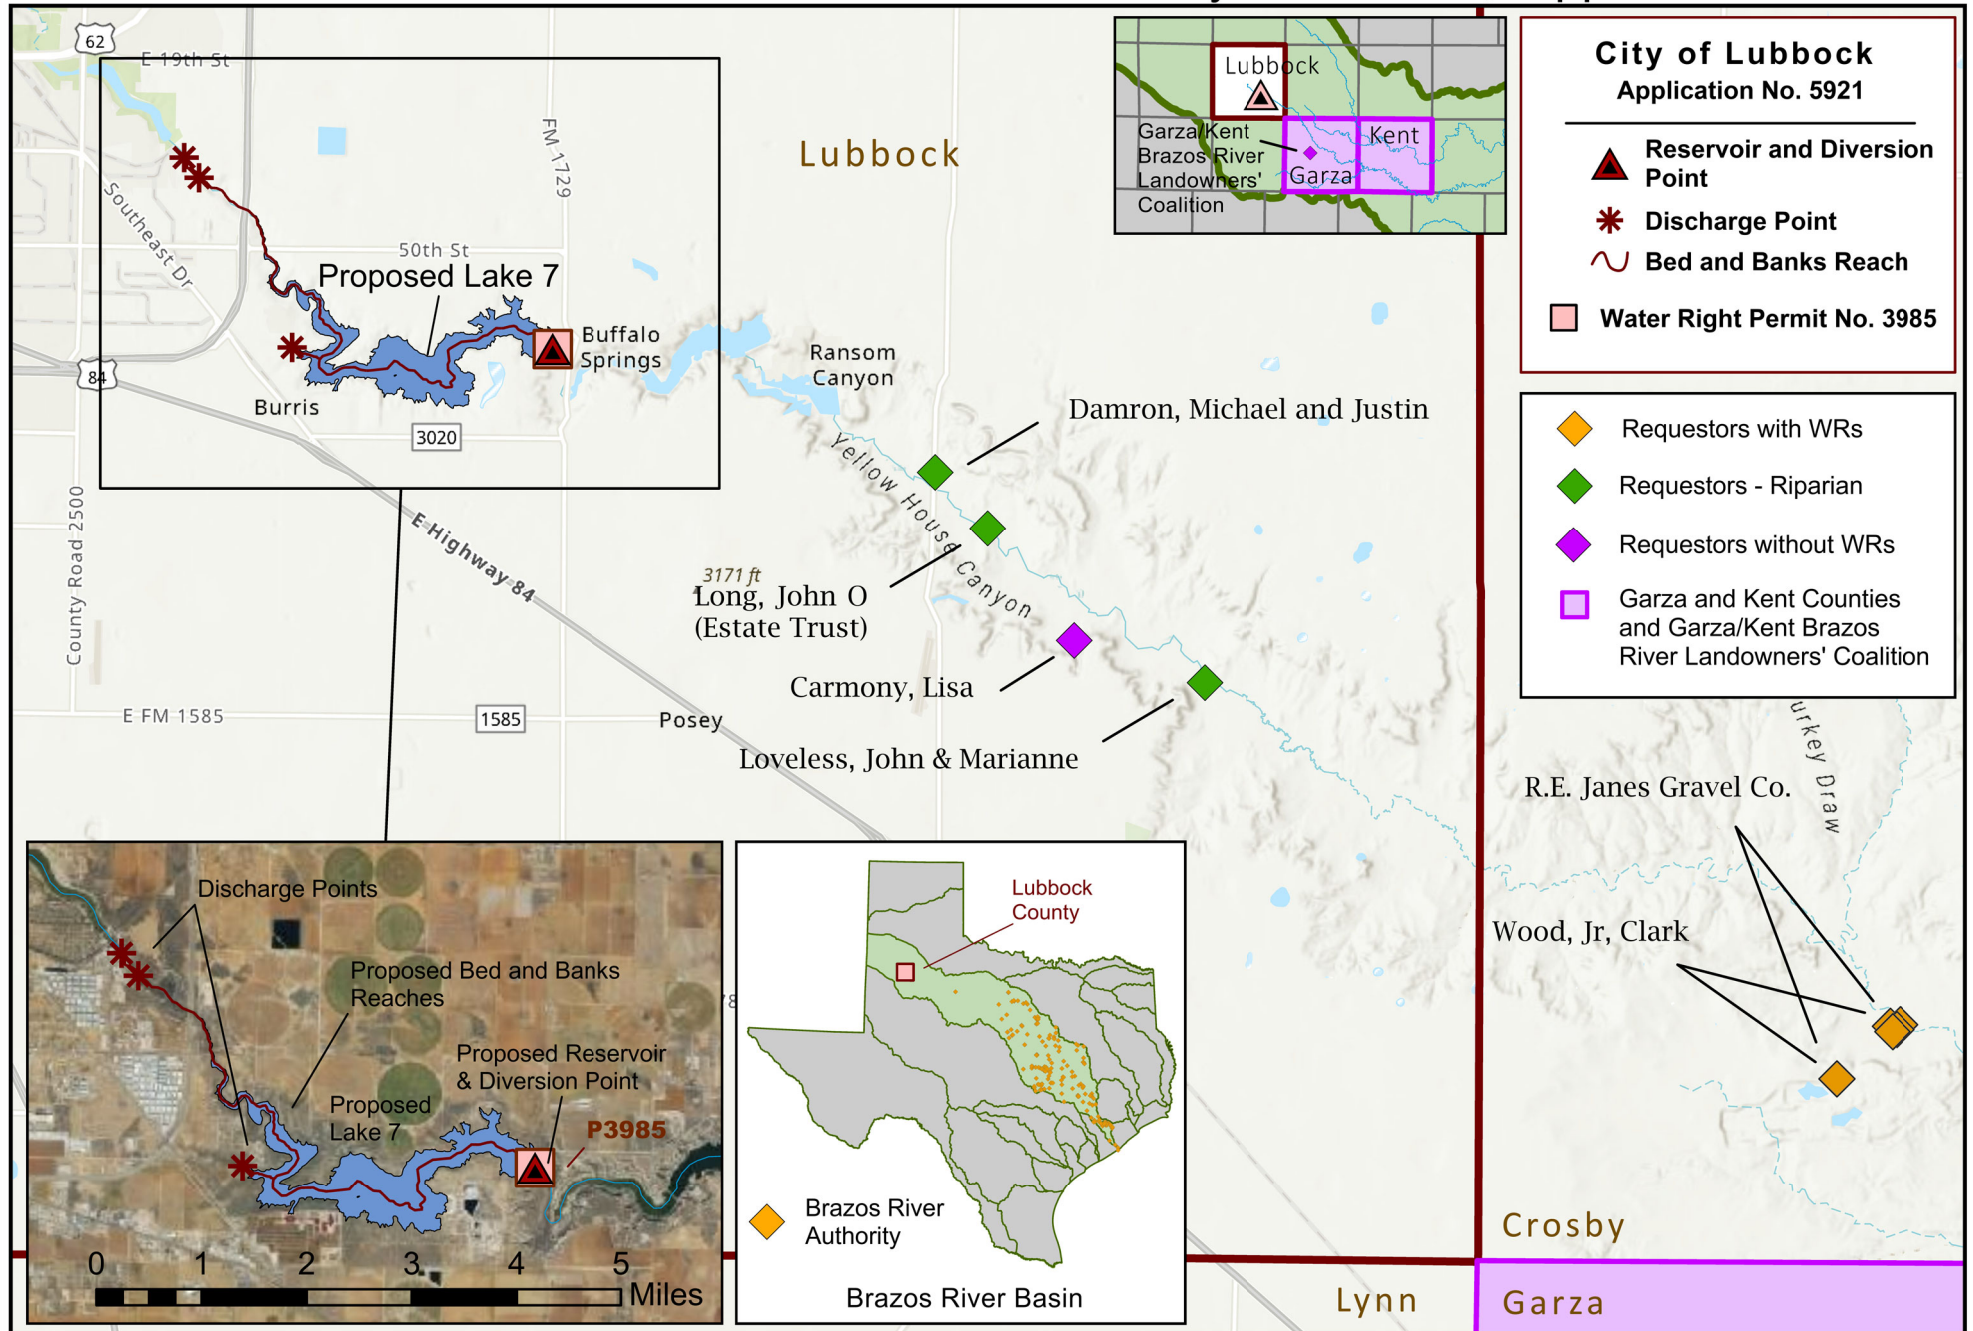 62
E 19th St
FM 1729
Southeast Dr
50th St
Proposed Lake 7
Buffalo
Springs
84
Burris
3020
County Road 2500
E Highway 84
E FM 1585
1585
Posey
Lubbock
Ransom
Canyon
Yellow House Canyon
3171 ft
Damron, Michael and Justin
Long, John O
(Estate Trust)
Carmony, Lisa
Loveless, John & Marianne
Lubbock
Garza/Kent
Brazos River
Landowners'
Coalition
Kent
Garza
City of Lubbock
Application No. 5921
Reservoir and Diversion
Point
Discharge Point
Bed and Banks Reach
Water Right Permit No. 3985
Requestors with WRs
Requestors - Riparian
Requestors without WRs
Garza and Kent Counties
and Garza/Kent Brazos
River Landowners' Coalition
urkey Draw
R.E. Janes Gravel Co.
Wood, Jr, Clark
Crosby
Lynn
Garza
Discharge Points
Proposed Bed and Banks
Reaches
Proposed Reservoir
& Diversion Point
Proposed
Lake 7
P3985
0 1 2 3 4 5
Miles
Lubbock
County
Brazos River
Authority
Brazos River Basin